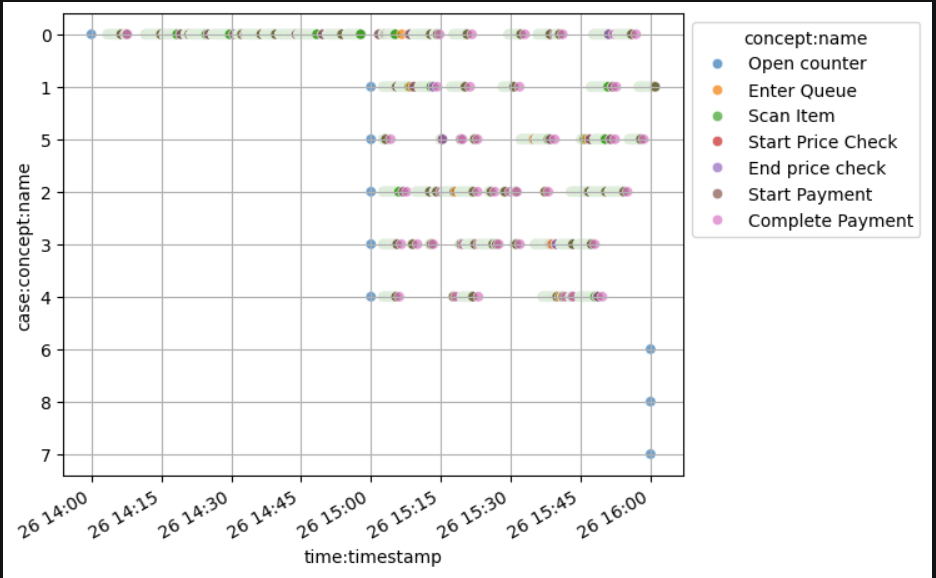 0
1
5
2
3
4
6
8
7
case:concept:name
26 14:00
26 14:15
26 14:30
26 14:45
26 15:00
26 15:15
26 15:30
26 15:45
26 16:00
time:timestamp
concept:name
Open counter
Enter Queue
Scan Item
Start Price Check
End price check
Start Payment
Complete Payment